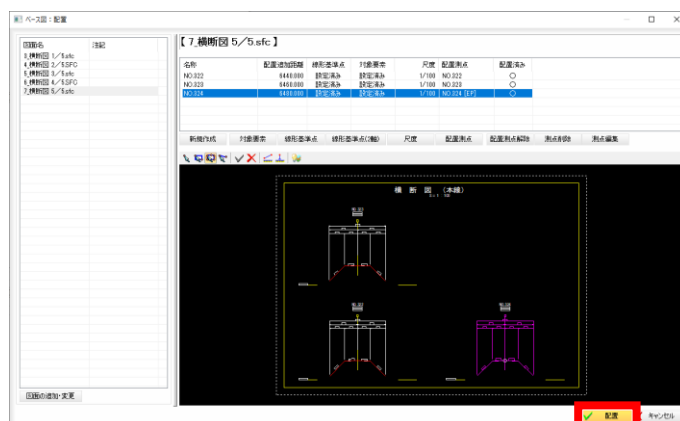 ベース図：配置
図面名 注記
3_横断図 1／5.sfc
4_横断図 2／5.SFC
5_横断図 3／5.sfc
6_横断図 4／5.SFC
7_横断図 5／5.sfc
【 7_横断図 5／5.sfc 】
名称 配置追加距離 線形基準点 対象要素 尺度 配置測点 配置済み
NO.322 6440.000 設定済み 設定済み 1/100 NO.322 ○
NO.323 6460.000 設定済み 設定済み 1/100 NO.323 ○
NO.324 6480.000 設定済み 設定済み 1/100 NO.324 [EP] ○
新規作成 対象要素 線形基準点 線形基準点(2軸) 尺度 配置測点 配置測点解除 測点削除 測点編集
横 断 図 （本線）
図面の追加・変更
配置 キャンセル